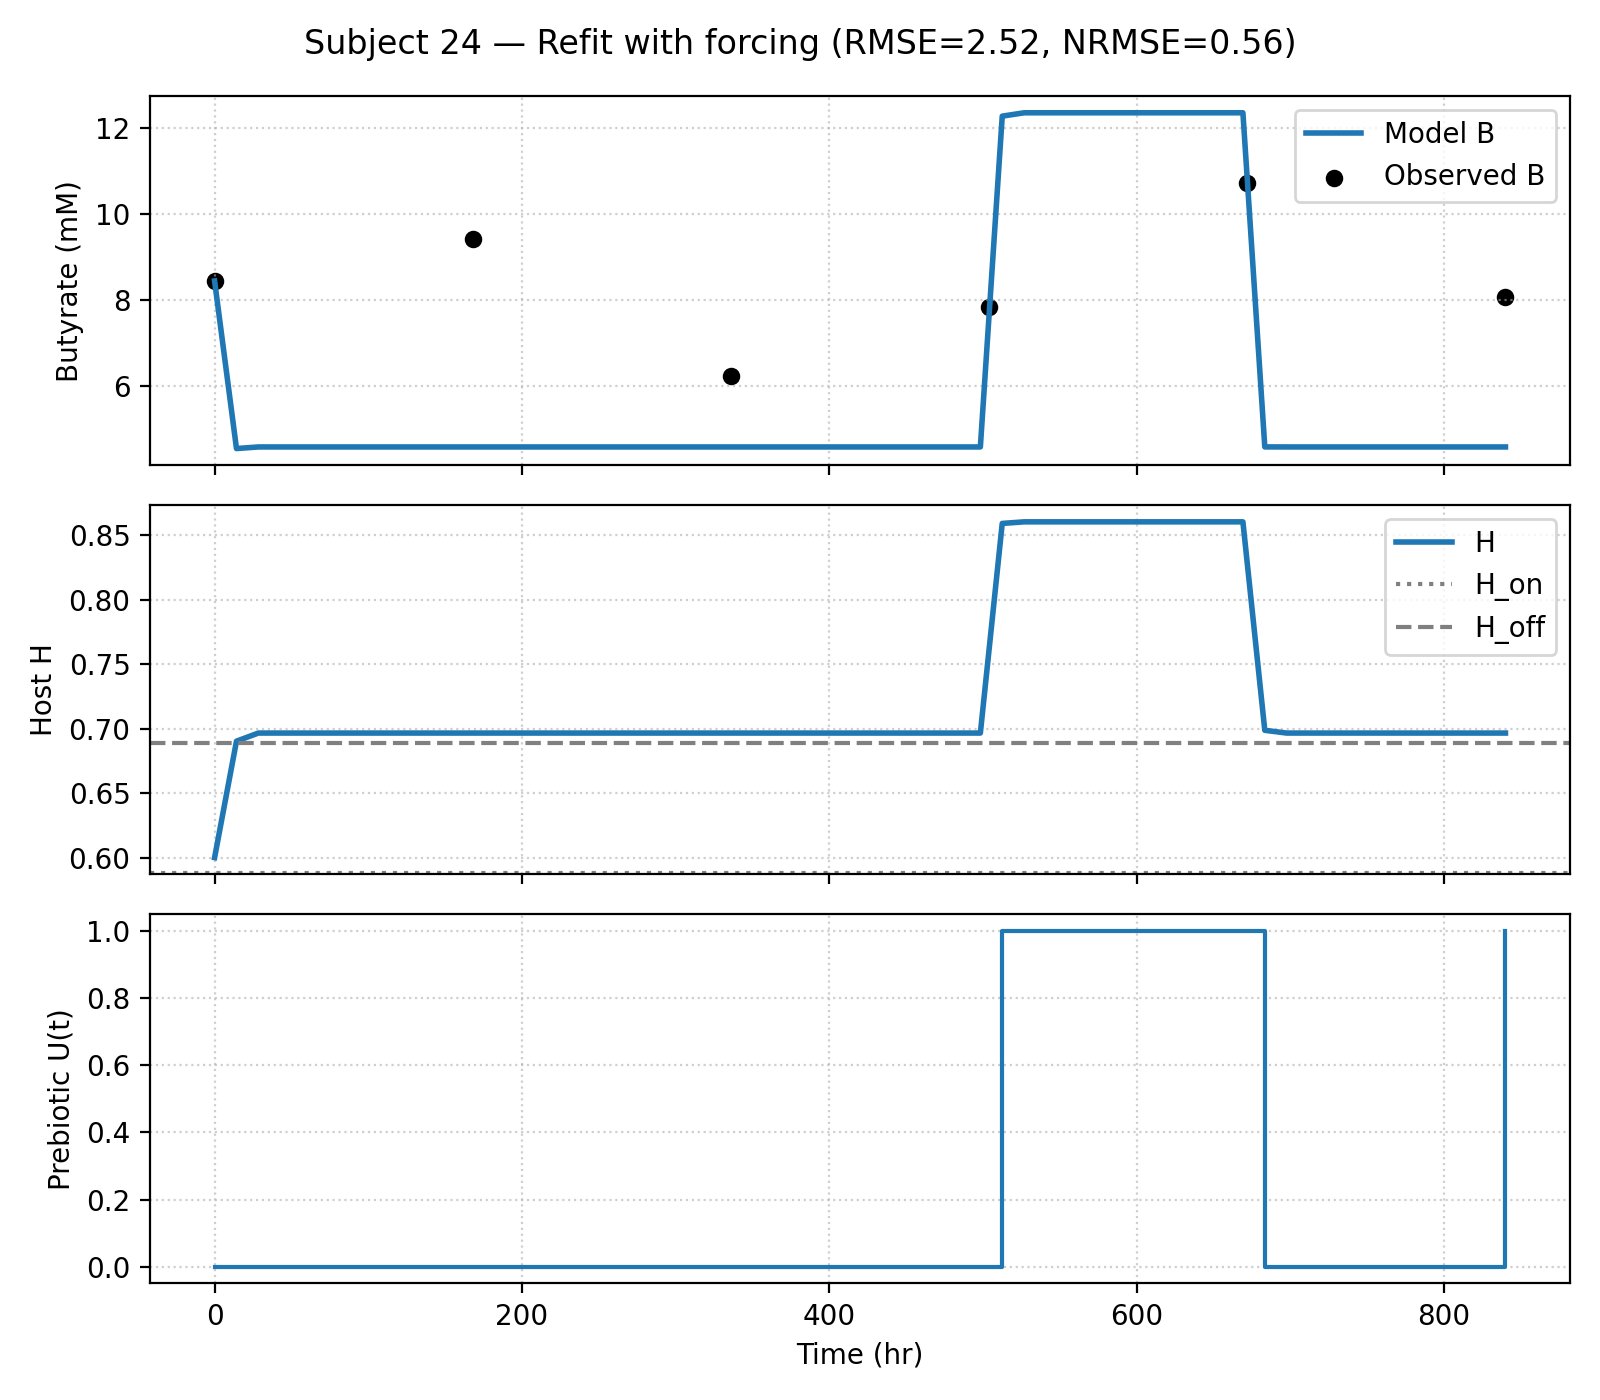 Subject 24 — Refit with forcing (RMSE=2.52, NRMSE=0.56)
12
10
8
6
Butyrate (mM)
Model B
Observed B
0.85
0.80
0.75
0.70
0.65
0.60
Host H
H
H_on
H_off
1.0
0.8
0.6
0.4
0.2
0.0
Prebiotic U(t)
0 200 400 600 800
Time (hr)